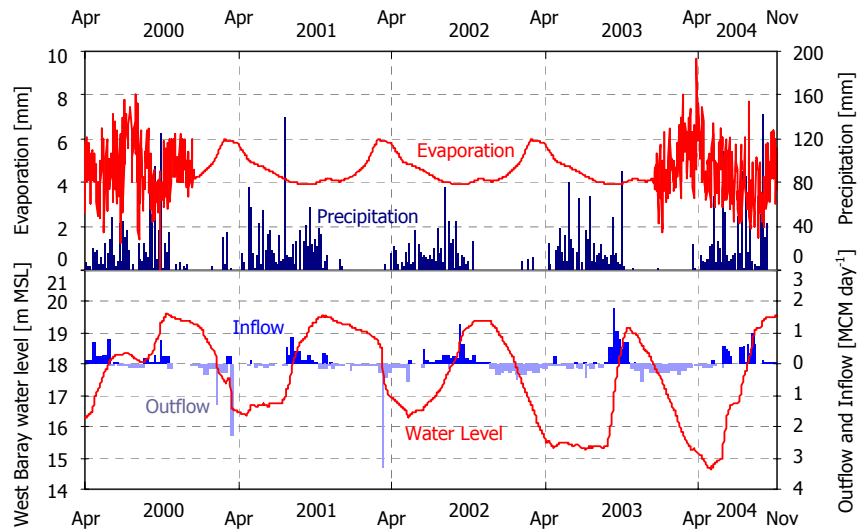 Apr Apr Apr Apr Apr Nov
2000 2001 2002 2003 2004
10 200
8 160
6 120
4 80
2 40
0 0
Evaporation [mm]
Precipitation [mm]
Evaporation
Precipitation
21 3
20 2
19 1
18 0
17 1
16 2
15 3
14 4
West Baray water level [m MSL]
Outflow and Inflow [MCM day-1]
Inflow
Outflow
Water Level
2000 2001 2002 2003 2004
Apr Apr Apr Apr Apr Nov